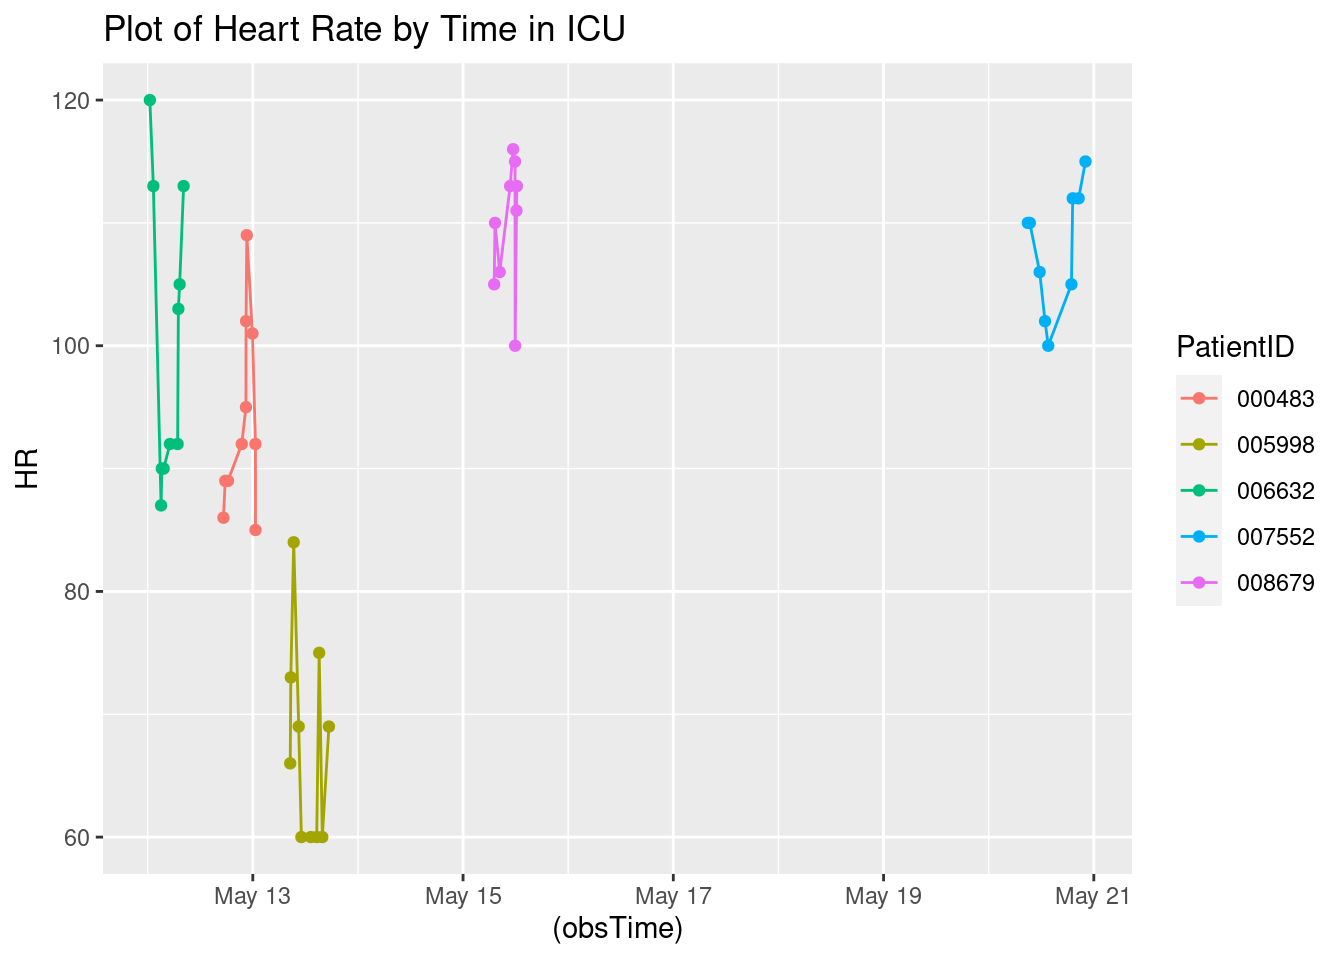 Plot of Heart Rate by Time in ICU
120
100
80
60
HR
May 13
May 15
May 17
May 19
May 21
(obsTime)
PatientID
000483
005998
006632
007552
008679